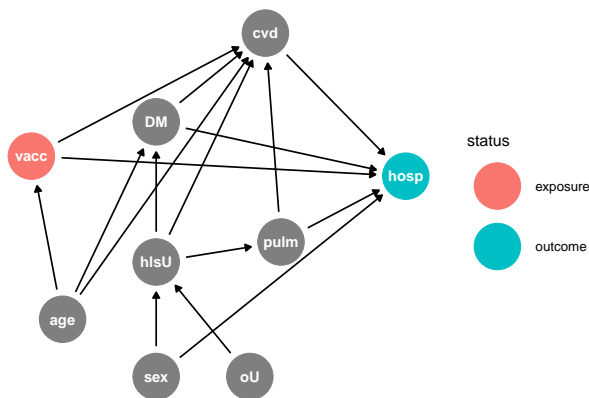 cvd
DM
vacc
hosp
pulm
hlsU
age
sex
oU
status
exposure
outcome